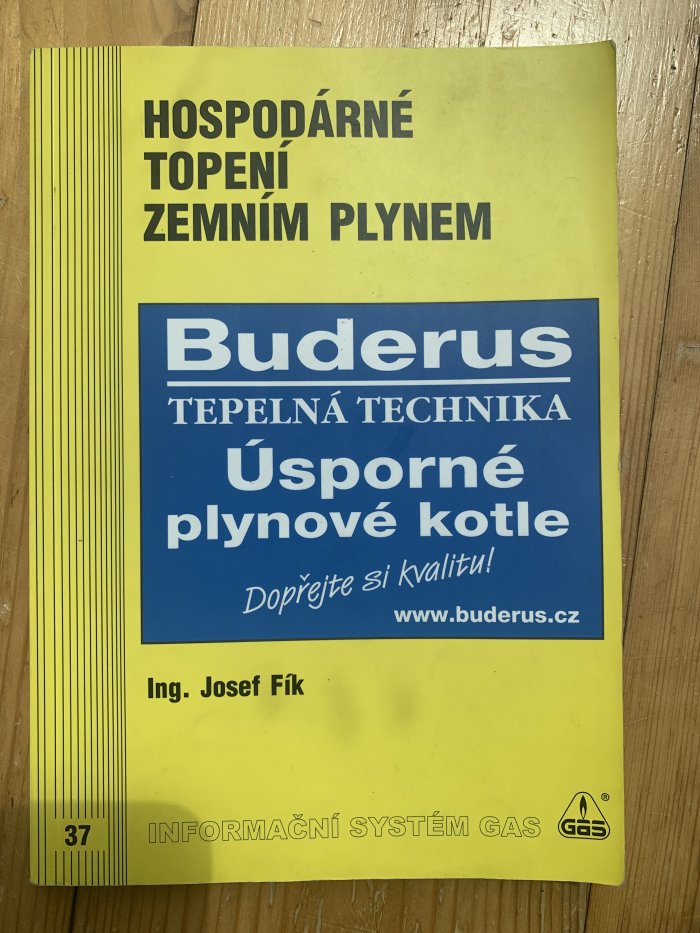 HOSPODÁRNÉ
TOPENÍ
ZEMNÍM PLYNEM
Buderus
TEPELNÁ TECHNIKA
Úsporné
plynové kotle
Dopřejte si kvalitu!
www.buderus.cz
Ing. Josef Fík
37
INFORMAČNÍ SYSTÉM GAS
GAS ®